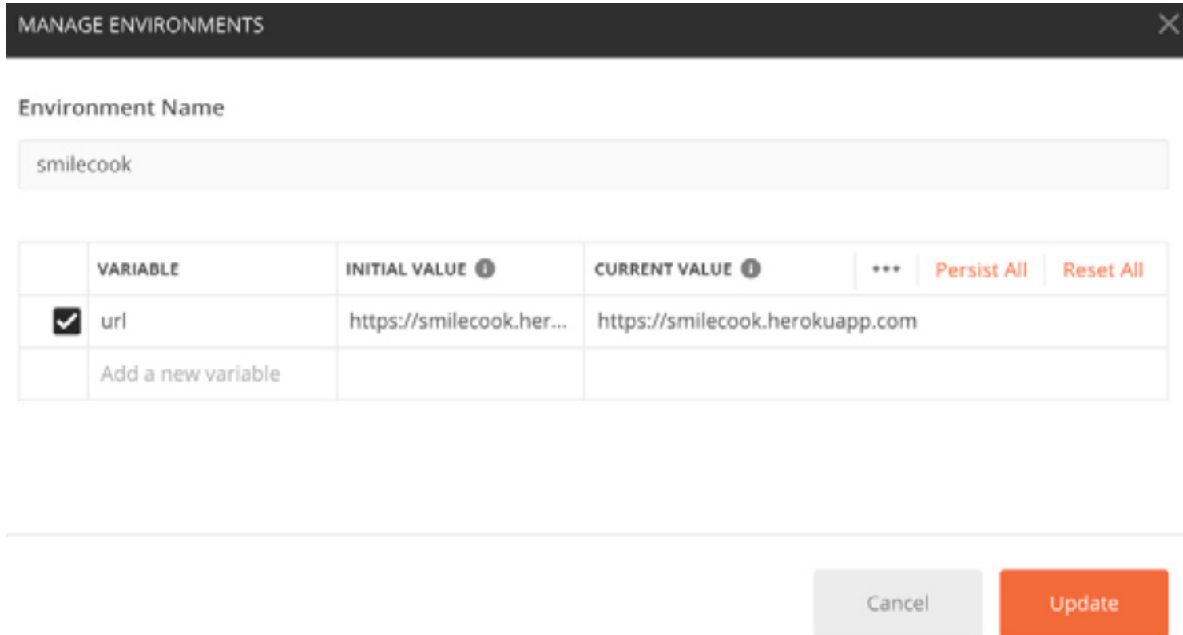 MANAGE ENVIRONMENTS
Environment Name
smilecook
VARIABLE INITIAL VALUE CURRENT VALUE Persist All Reset All
url https://smilecook.her... https://smilecook.herokuapp.com
Add a new variable
Cancel Update